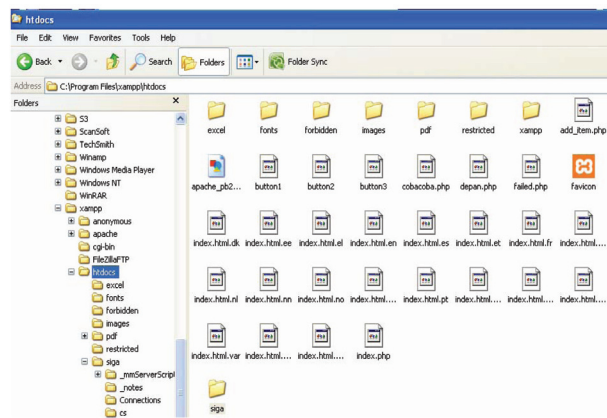 htdocs
File Edit View Favorites Tools Help
Back Search Folders Folder Sync
Address C:\Program Files\xampp\htdocs
Folders x
S3
ScanSoft
TechSmith
Winamp
Windows Media Player
Windows NT
WinRAR
xampp
anonymous
apache
cgi-bin
FileZillaFTP
htdocs
excel
fonts
forbidden
images
pdf
restricted
siga
_mmServerScript
_notes
Connections
cs
excel fonts forbidden images pdf restricted xampp add_item.php
apache_pb2... button1 button2 button3 cobacoba.php depan.php failed.php favicon
index.html.dk index.html.ee index.html.el index.html.en index.html.es index.html.et index.html.fr index.html....
index.html.nl index.html.nn index.html.no index.html.... index.html.pt index.html.... index.html.... index.html....
index.html.var index.html.... index.html.... index.php
siga